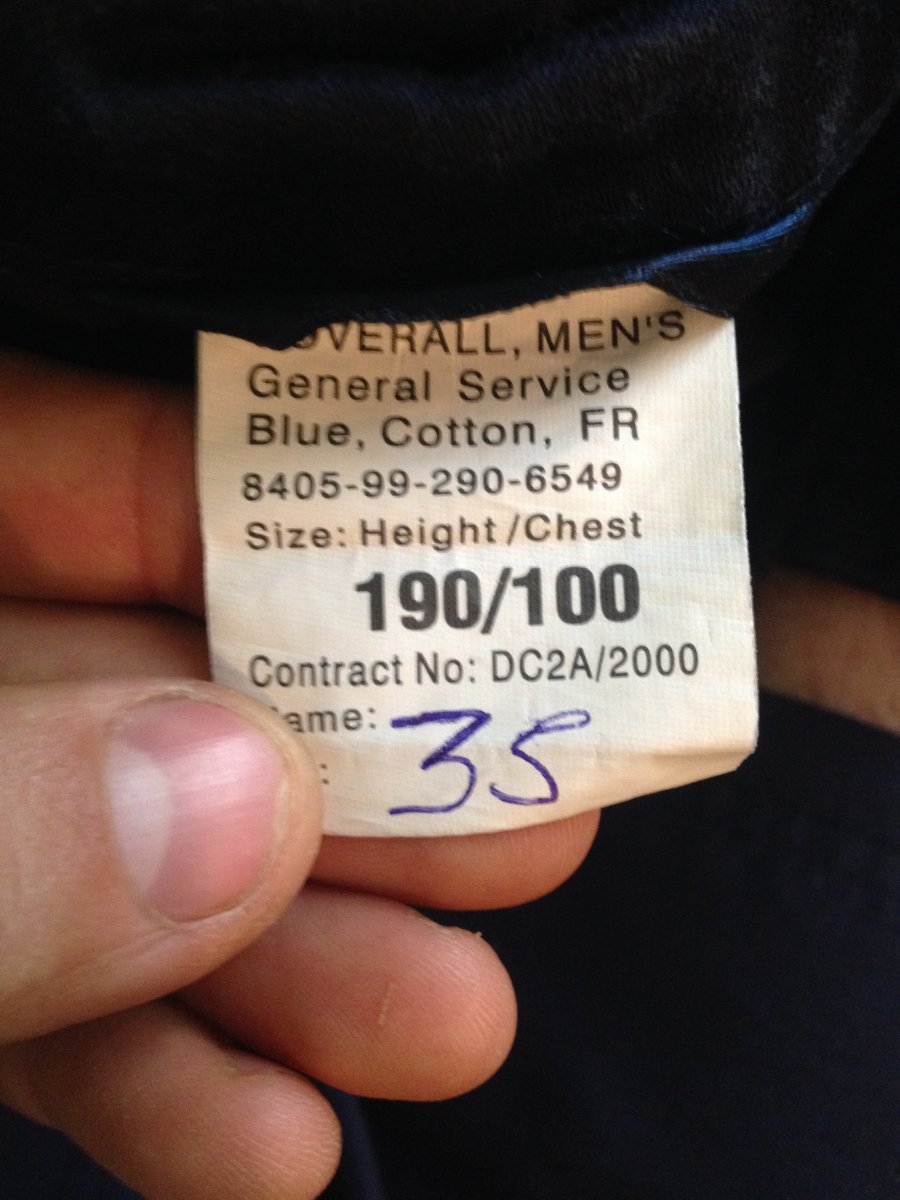 OVERALL, MEN'S
General Service
Blue, Cotton, FR
8405-99-290-6549
Size: Height/Chest
190/100
Contract No: DC2A/2000
ame:
: 35